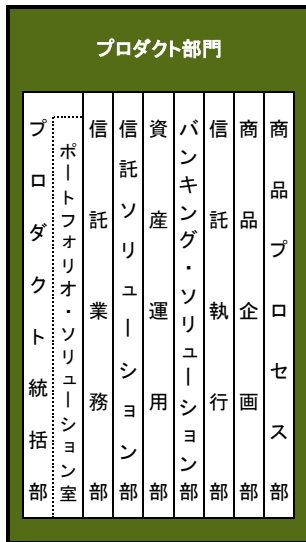 プロダクト部門
プロダクト統括部
ポートフォリオ・ソリューション室
信託業務部
信託ソリューション部
資産運用部
バンキング・ソリューション部
信託執行部
商品企画部
商品プロセス部